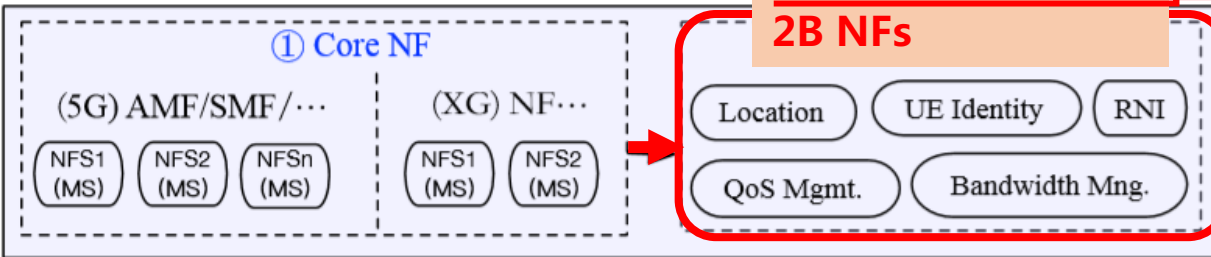 ① Core NF
2B NFs
(5G) AMF/SMF/⋯
(XG) NF⋯
NFS1
(MS)
NFS2
(MS)
NFSn
(MS)
NFS1
(MS)
NFS2
(MS)
Location
UE Identity
RNI
QoS Mgmt.
Bandwidth Mng.